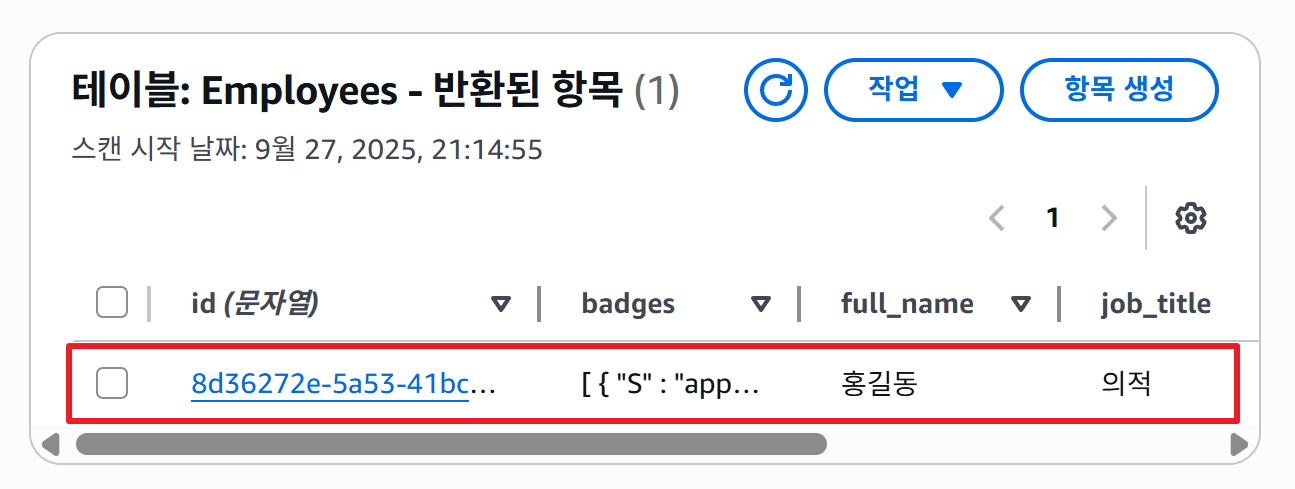 테이블: Employees - 반환된 항목 (1)
작업
항목 생성
스캔 시작 날짜: 9월 27, 2025, 21:14:55
1
id (문자열) badges full_name job_title
8d36272e-5a53-41bc... [ { "S" : "app... 홍길동 의적